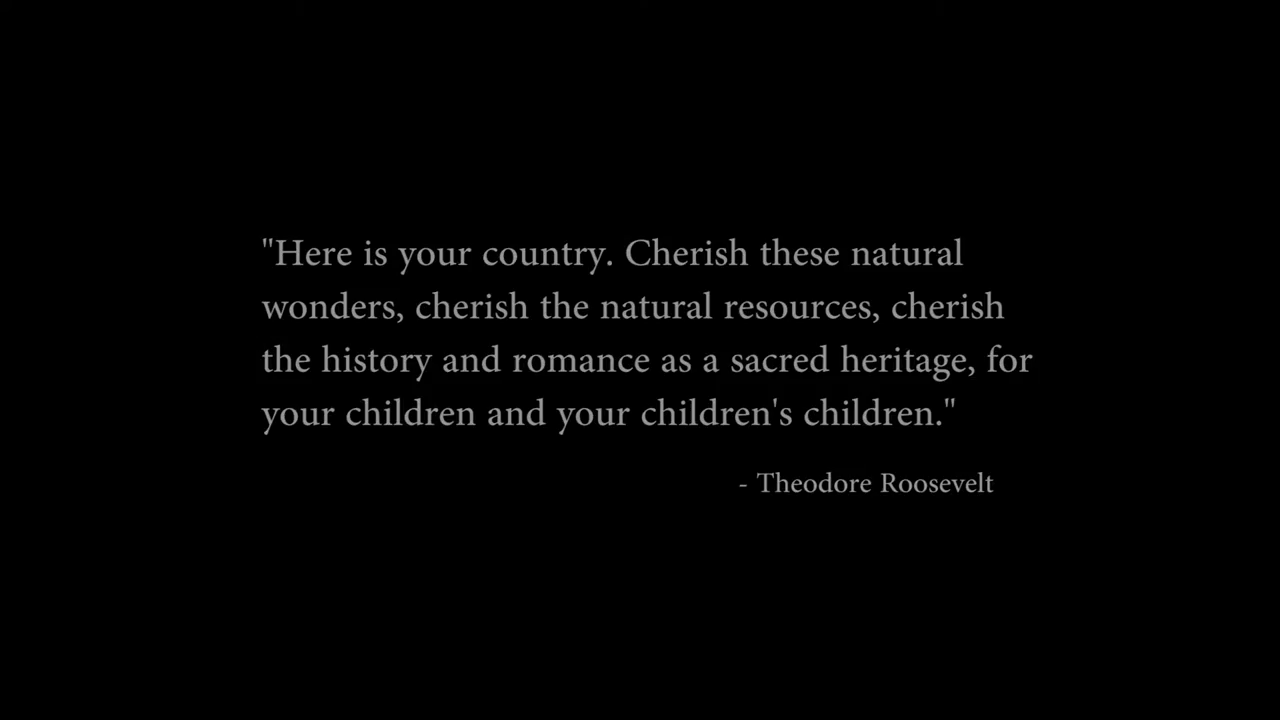 "Here is your country. Cherish these natural
wonders, cherish the natural resources, cherish
the history and romance as a sacred heritage, for
your children and your children's children."
- Theodore Roosevelt